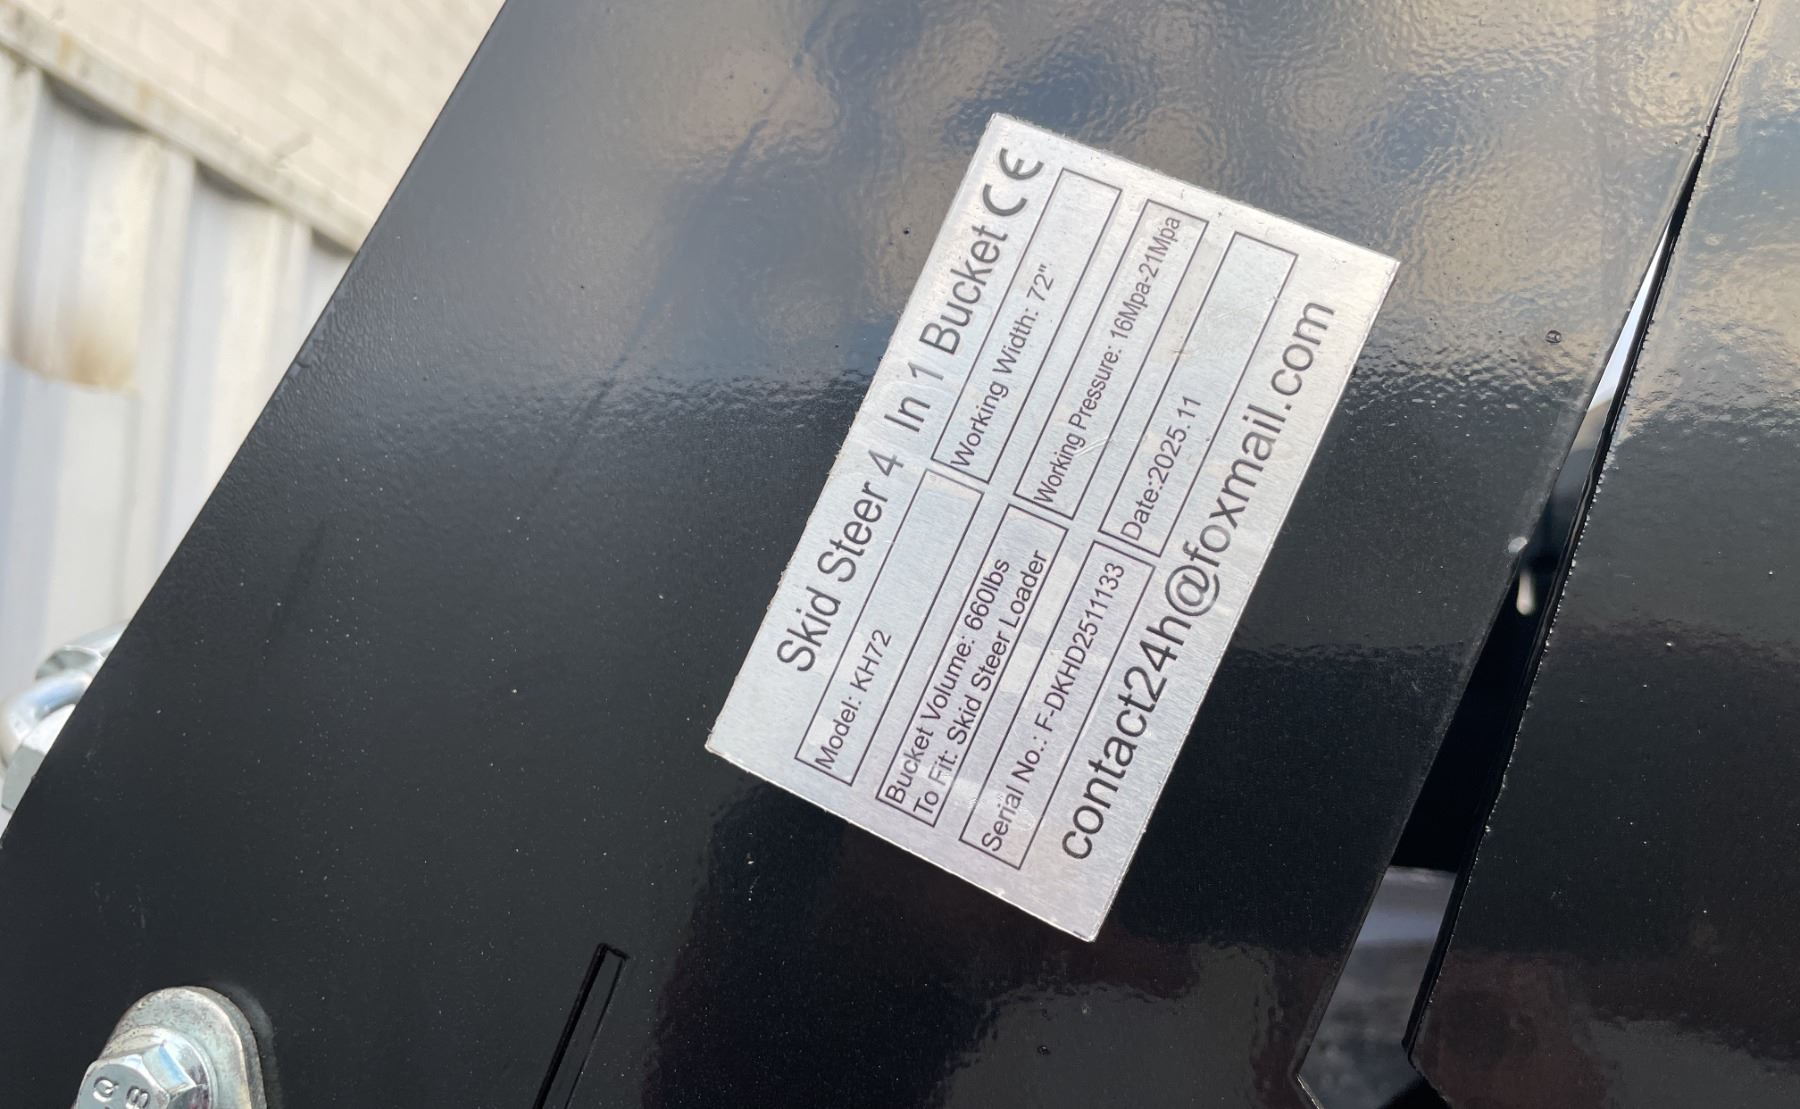 Skid Steer 4 In 1 Bucket CE
Model: KH72
Working Width: 72"
Bucket Volume: 660lbs
To Fit: Skid Steer Loader
Working Pressure: 16Mpa-21Mpa
Serial No.: F-DKHD2511133
Date:2025.11
contact24h@foxmail.com